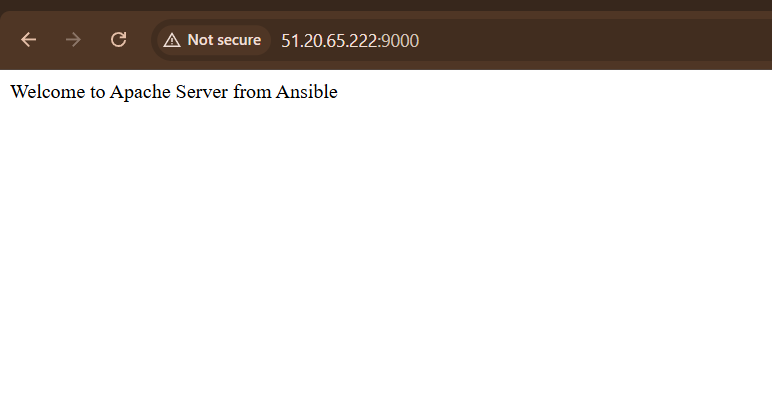 Not secure 51.20.65.222:9000
Welcome to Apache Server from Ansible